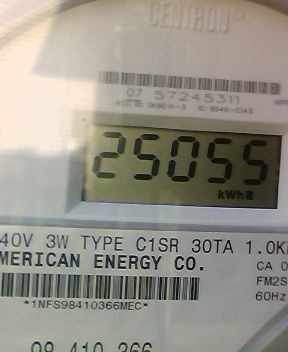 CENTRON®
07 57245311
25055
kWh
40V 3W TYPE C1SR 30TA 1.0K
MERICAN ENERGY CO.
CA 0
FM2S
60Hz
*1NFS98410366MEC*
98 410 366